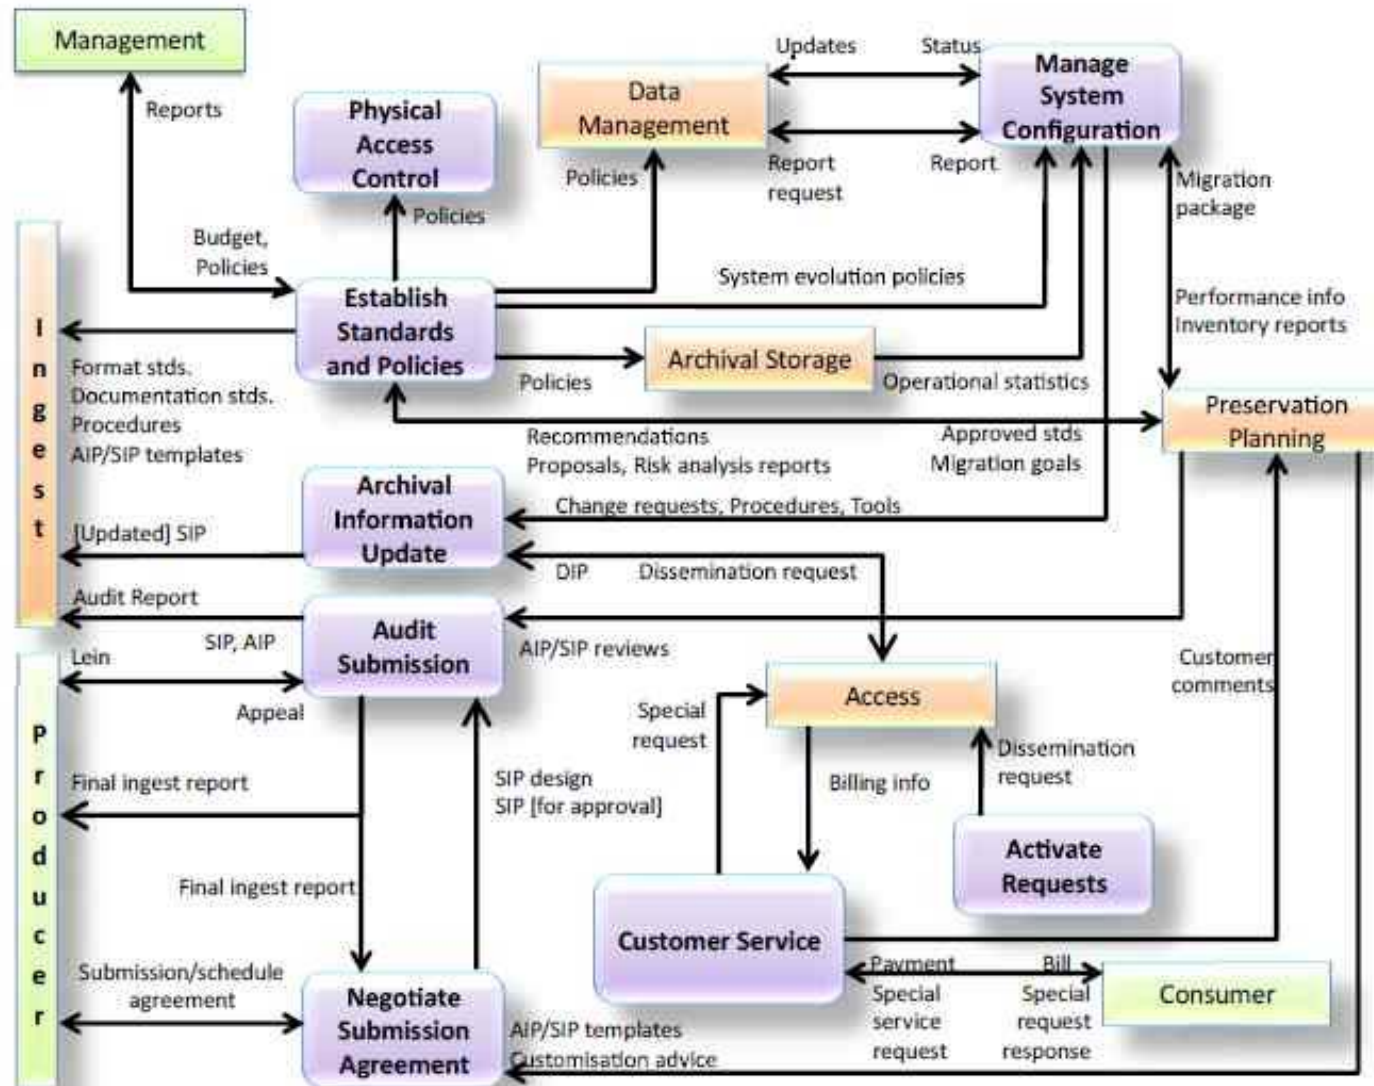 Management
Reports
Physical
Access
Control
Data
Management
Updates
Status
Report
request
Report
Manage
System
Configuration
Policies
Policies
Migration
package
Budget,
Policies
Establish
Standards
and Policies
System evolution policies
Performance info
Inventory reports
Ingest
Format stds.
Documentation stds.
Procedures
AIP/SIP templates
Policies
Archival Storage
Operational statistics
Preservation
Planning
Recommendations
Proposals, Risk analysis reports
Approved stds
Migration goals
Archival
Information
Update
Change requests, Procedures, Tools
[Updated] SIP
DIP
Dissemination request
Audit Report
SIP, AIP
Audit
Submission
AIP/SIP reviews
Lein
Appeal
Customer
comments
Special
request
Access
Producer
Final ingest report
SIP design
SIP [for approval]
Billing info
Dissemination
request
Activate
Requests
Final ingest report
Customer Service
Submission/schedule
agreement
Negotiate
Submission
Agreement
AIP/SIP templates
Customisation advice
Payment
Special
service
request
Bill
Special
request
response
Consumer